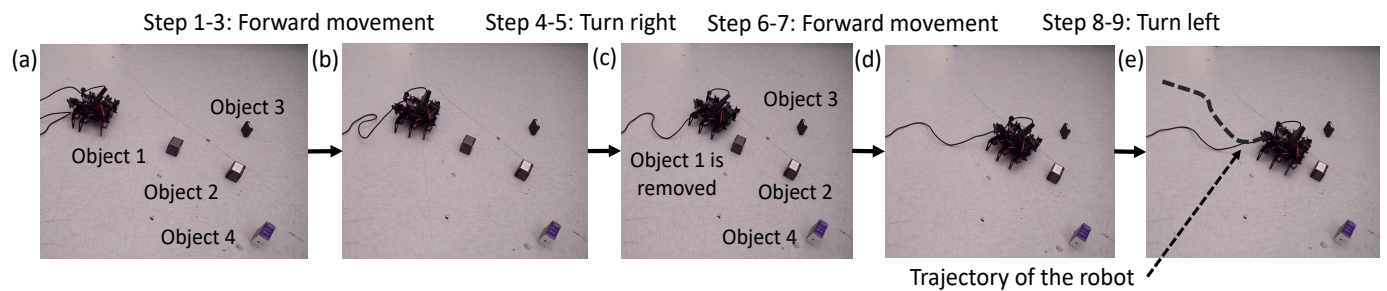 Step 1-3: Forward movement
Step 4-5: Turn right
Step 6-7: Forward movement
Step 8-9: Turn left
(a)
(b)
(c)
(d)
(e)
Object 3
Object 1
Object 2
Object 4
Object 3
Object 1 is
removed
Object 2
Object 4
Trajectory of the robot